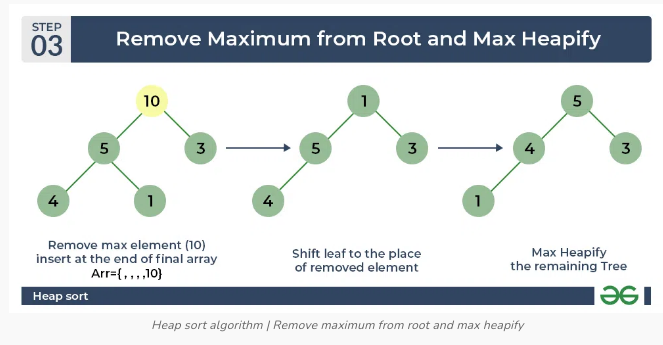 STEP
03
Remove Maximum from Root and Max Heapify
10
5
3
4
1
1
5
3
4
5
4
3
1
Remove max element (10)
insert at the end of final array
Arr={ , , , ,10}
Shift leaf to the place
of removed element
Max Heapify
the remaining Tree
Heap sort
Heap sort algorithm | Remove maximum from root and max heapify